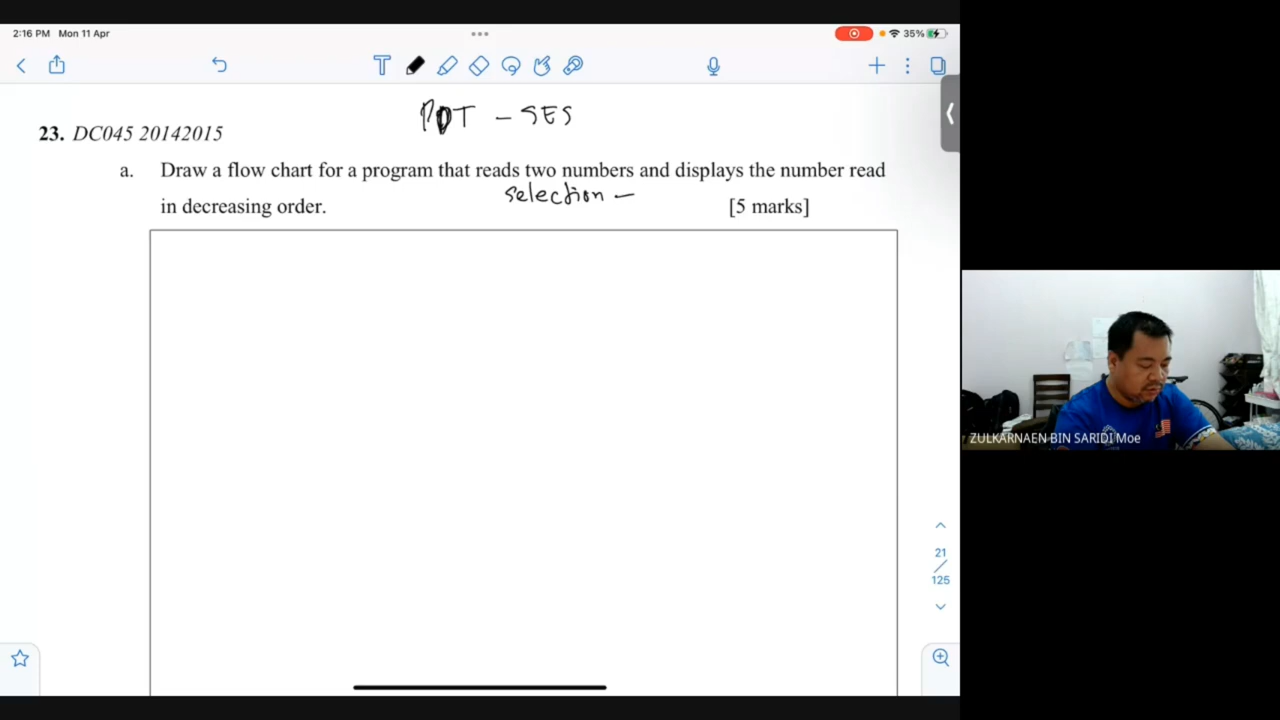 2:16 PM Mon 11 Apr
35%
PDT - SES
23. DC045 20142015
a. Draw a flow chart for a program that reads two numbers and displays the number read
selection -
in decreasing order. [5 marks]
ZULKARNAEN BIN SARIDI Moe
21
125